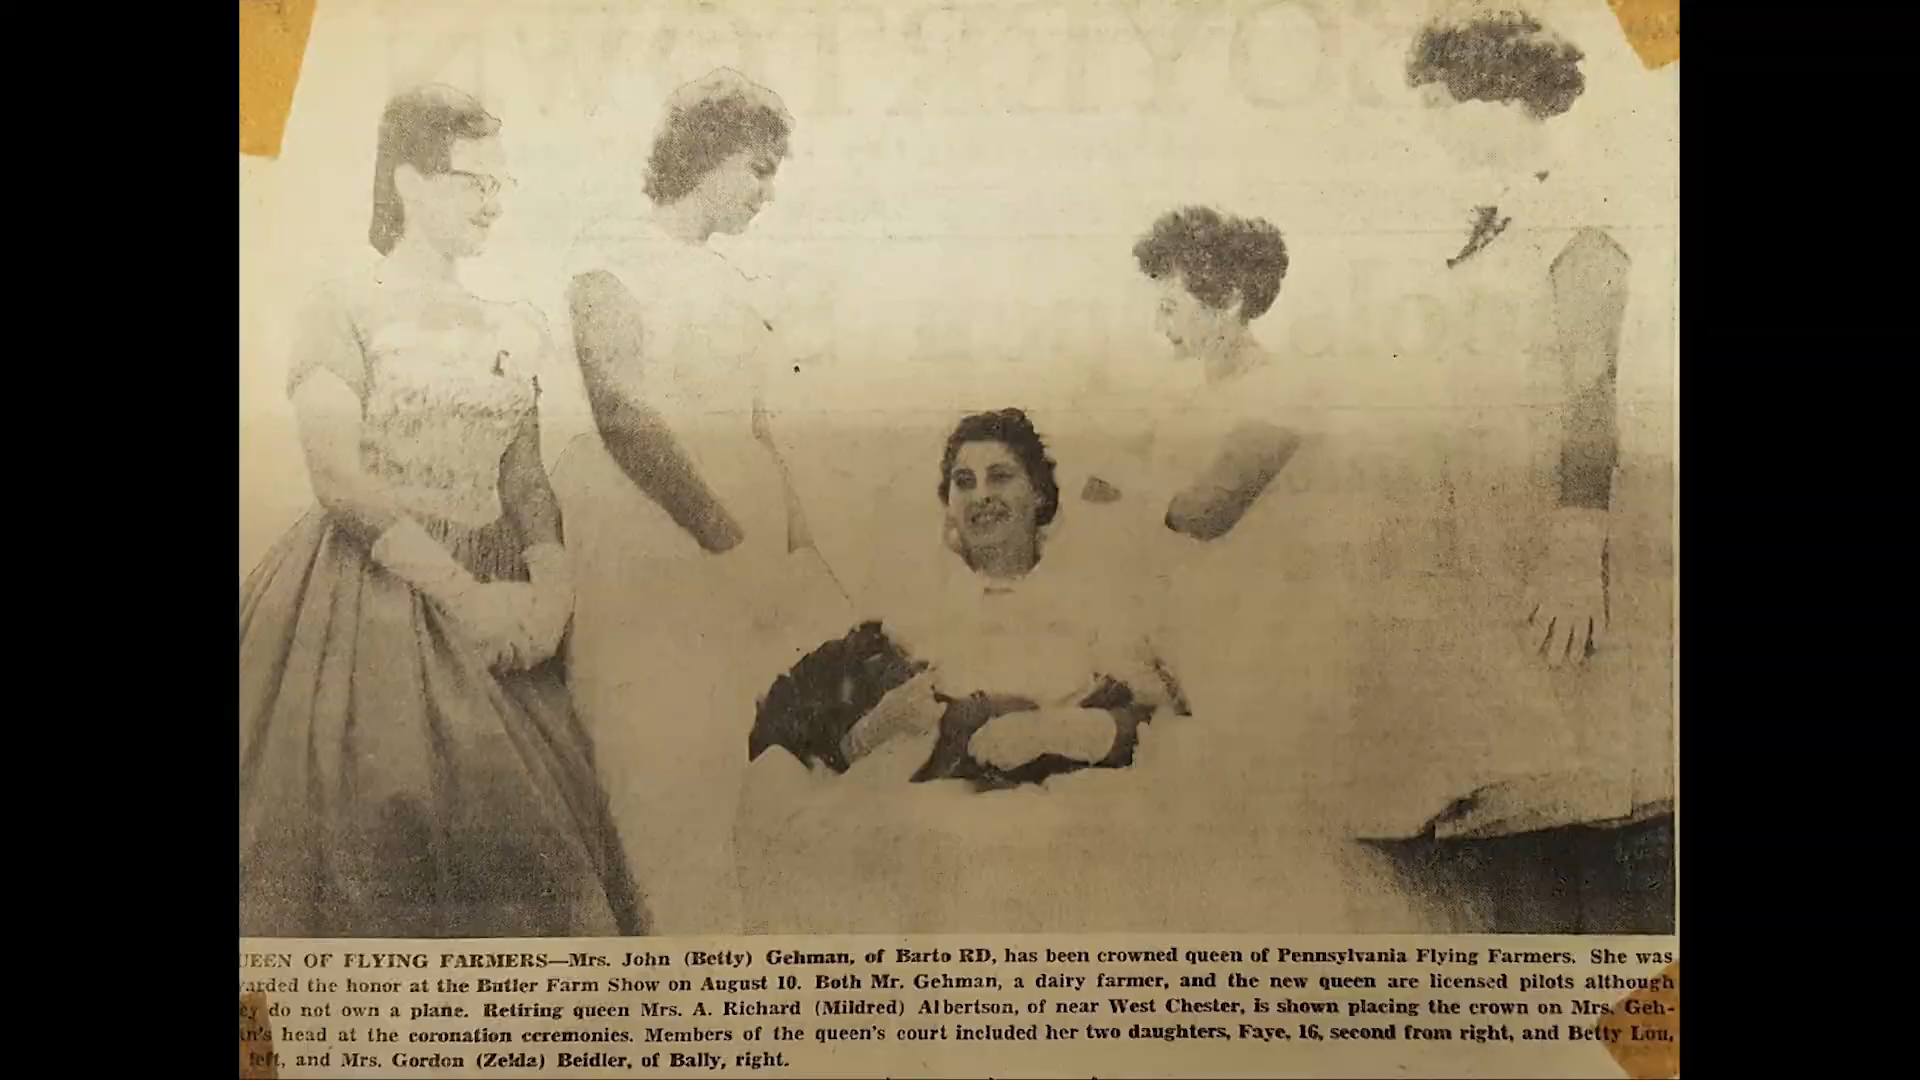 UEEN OF FLYING FARMERS—Mrs. John (Betty) Gehman, of Barto RD, has been crowned queen of Pennsylvania Flying Farmers. She was
arded the honor at the Butler Farm Show on August 10. Both Mr. Gehman, a dairy farmer, and the new queen are licensed pilots although
ey do not own a plane. Retiring queen Mrs. A. Richard (Mildred) Albertson, of near West Chester, is shown placing the crown on Mrs. Geh-
n's head at the coronation ceremonies. Members of the queen's court included her two daughters, Faye, 16, second from right, and Betty Lou,
left, and Mrs. Gordon (Zelda) Beidler, of Bally, right.